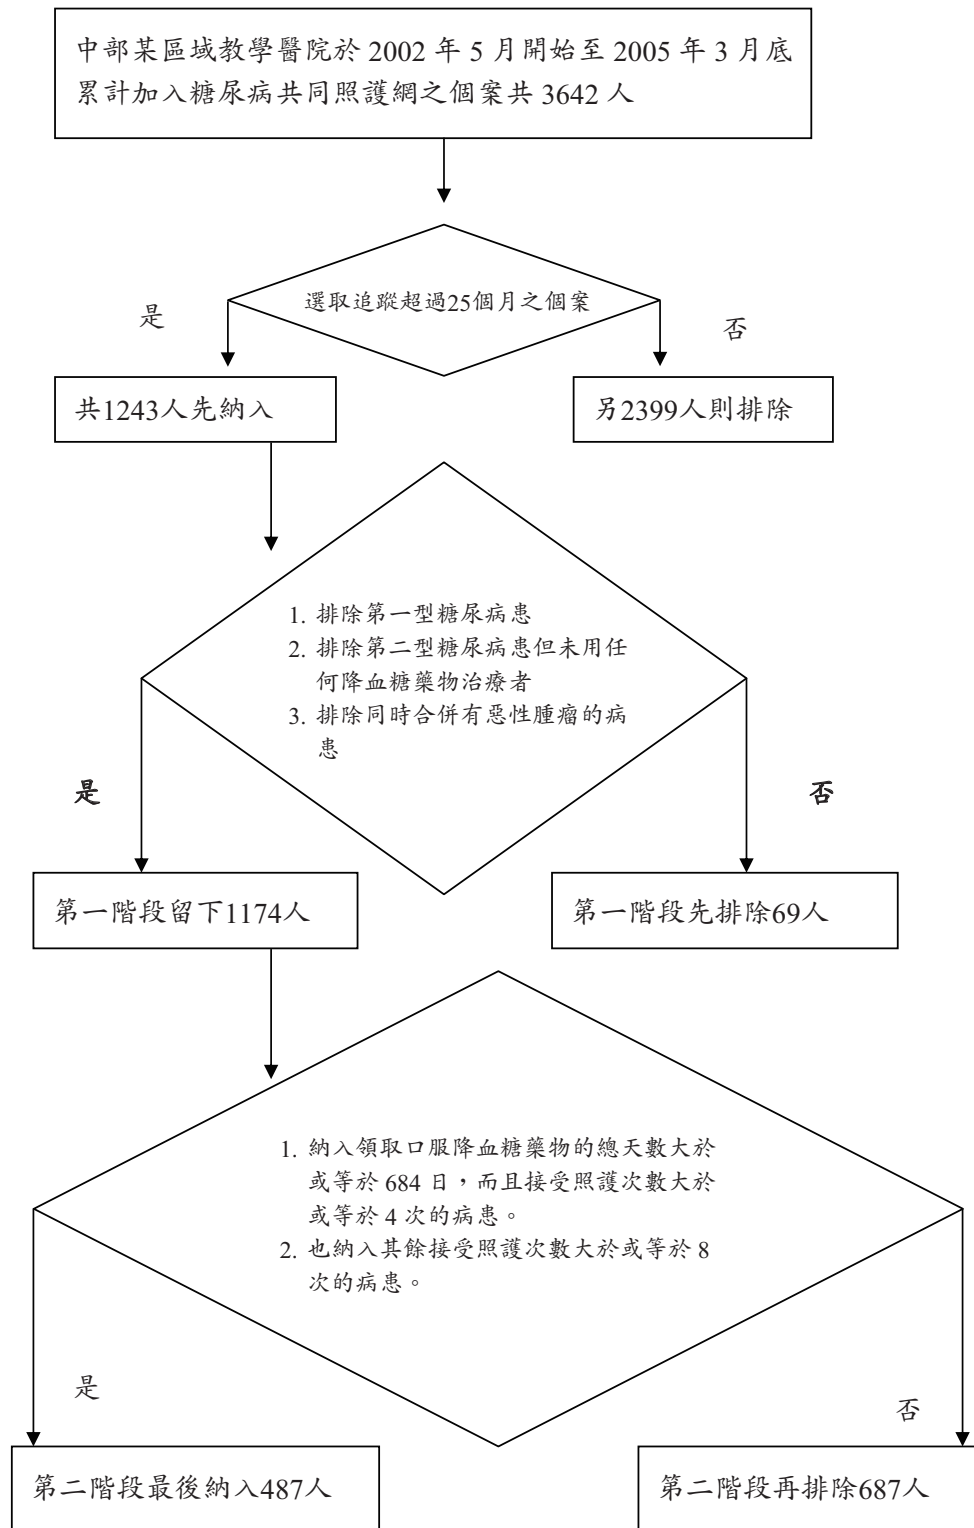 中部某區域教學醫院於 2002 年 5 月開始至 2005 年 3 月底
累計加入糖尿病共同照護網之個案共 3642 人
選取追蹤超過25個月之個案
是
否
共1243人先納入
另2399人則排除
1. 排除第一型糖尿病患
2. 排除第二型糖尿病患但未用任
何降血糖藥物治療者
3. 排除同時合併有惡性腫瘤的病
患
是
否
第一階段留下1174人
第一階段先排除69人
1. 納入領取口服降血糖藥物的總天數大於
或等於 684 日，而且接受照護次數大於
或等於 4 次的病患。
2. 也納入其餘接受照護次數大於或等於 8
次的病患。
是
否
第二階段最後納入487人
第二階段再排除687人